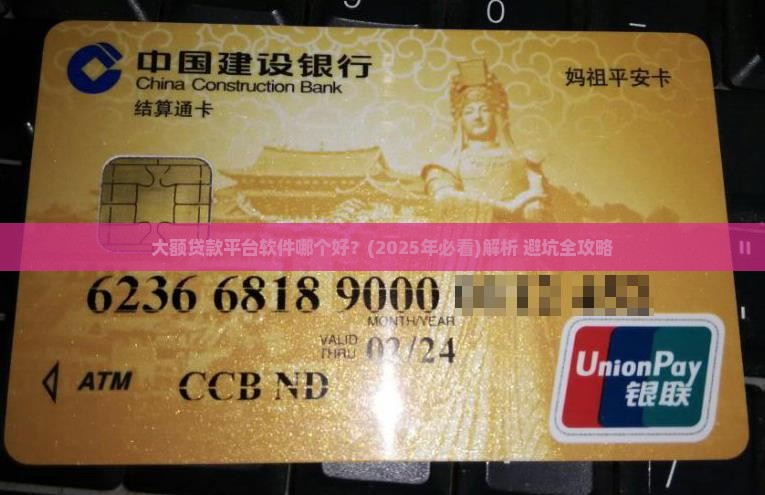 中国建设银行
China Construction Bank
结算通卡
妈祖平安卡
大额贷款平台软件哪个好？(2025年必看)解析 避坑全攻略
6236 6818 9000
MONTH/YEAR
VALID
THRU
02/24
ATM
CCB ND
UnionPay
银联
0